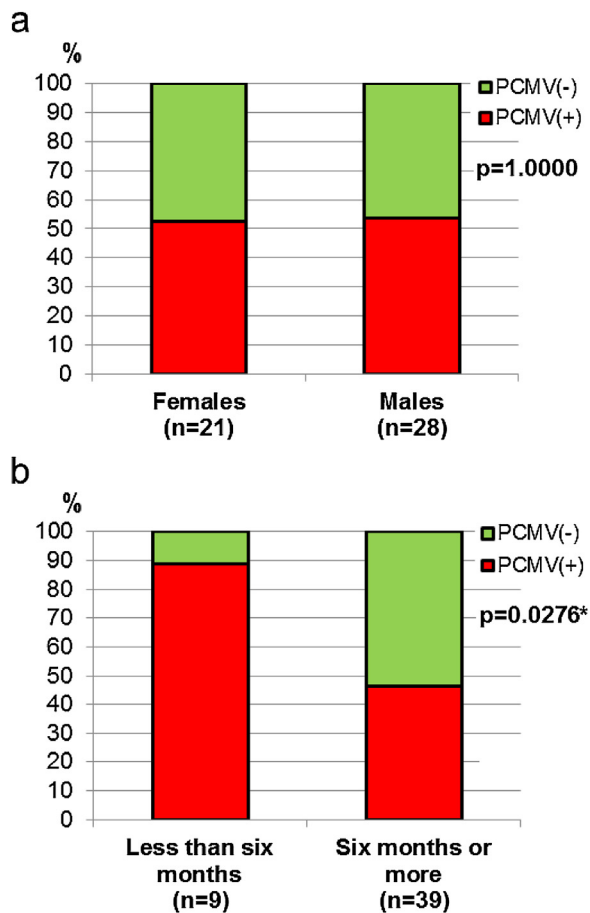 a
%
100
90
80
70
60
50
40
30
20
10
0
PCMV(-)
PCMV(+)
p=1.0000
Females
(n=21)
Males
(n=28)
b
%
100
90
80
70
60
50
40
30
20
10
0
PCMV(-)
PCMV(+)
p=0.0276*
Less than six
months
(n=9)
Six months or
more
(n=39)